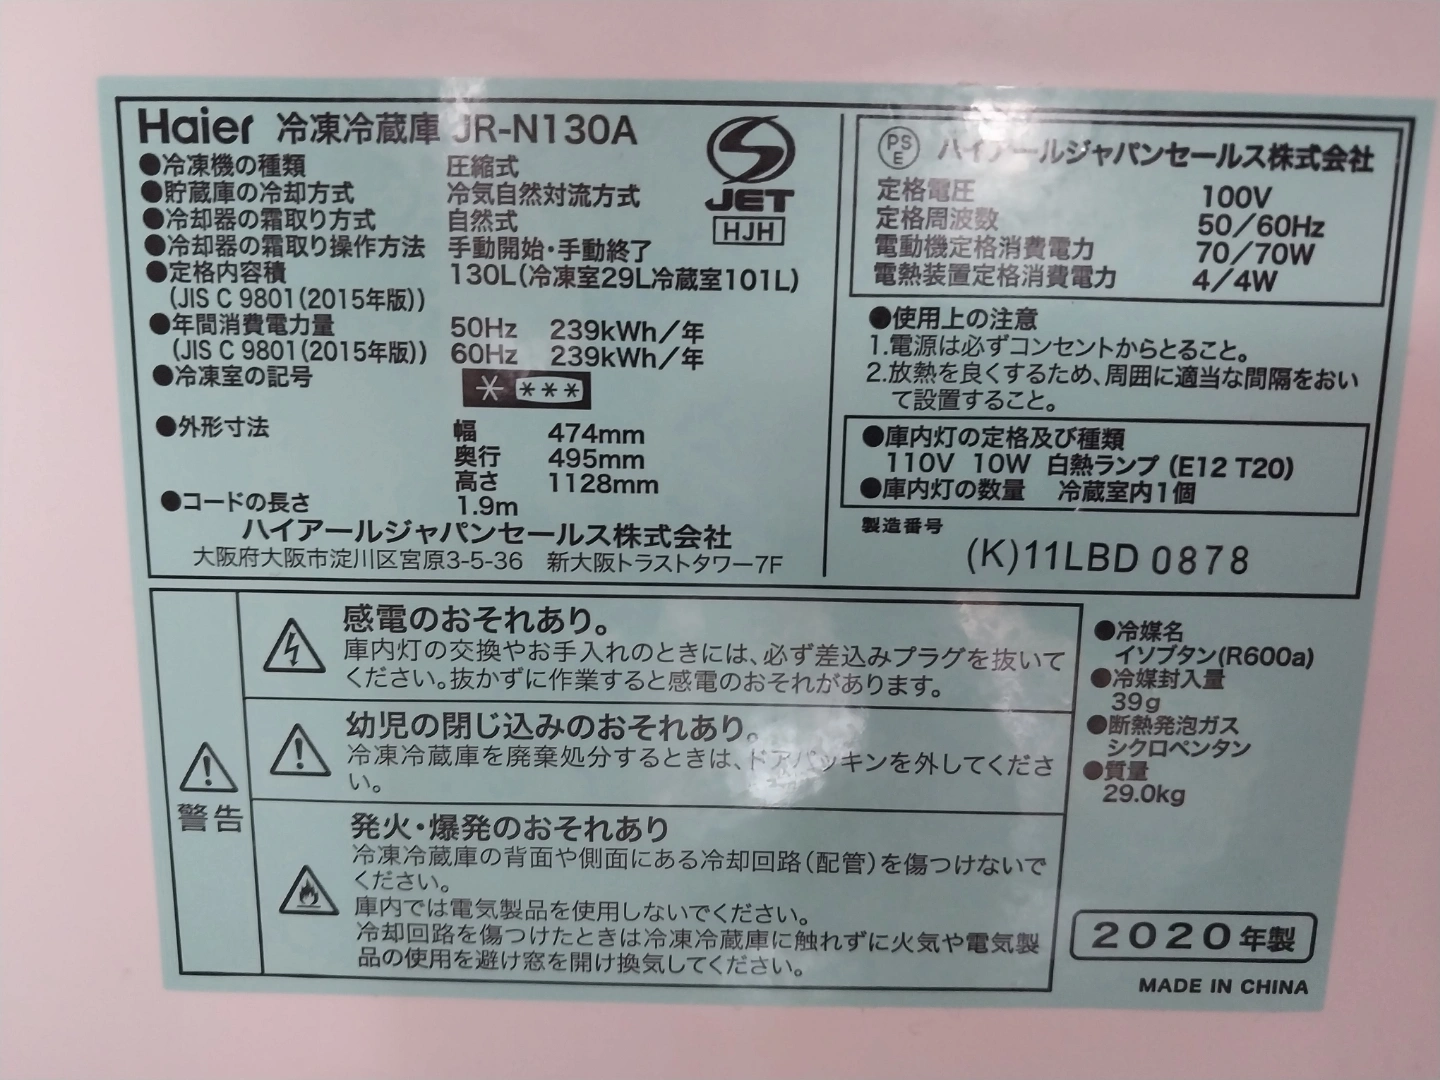 Haier 冷凍冷蔵庫 JR-N130A
●冷凍機の種類 圧縮式
●貯蔵庫の冷却方式 冷気自然対流方式
●冷却器の霜取り方式 自然式
●冷却器の霜取り操作方法 手動開始・手動終了
●定格内容積 130L(冷凍室29L冷蔵室101L)
(JIS C 9801(2015年版))
●年間消費電力量 50Hz 239kWh/年
(JIS C 9801(2015年版)) 60Hz 239kWh/年
●冷凍室の記号 * ***
●外形寸法 幅 474mm
奥行 495mm
高さ 1128mm
●コードの長さ 1.9m
ハイアールジャパンセールス株式会社
大阪府大阪市淀川区宮原3-5-36 新大阪トラストタワー7F
JET
HJH
PSE ハイアールジャパンセールス株式会社
定格電圧 100V
定格周波数 50/60Hz
電動機定格消費電力 70/70W
電熱装置定格消費電力 4/4W
●使用上の注意
1.電源は必ずコンセントからとること。
2.放熱を良くするため、周囲に適当な間隔をおい
て設置すること。
●庫内灯の定格及び種類
110V 10W 白熱ランプ (E12 T20)
●庫内灯の数量 冷蔵室内1個
製造番号
(K)11LBD 0878
警告
感電のおそれあり。
庫内灯の交換やお手入れのときには、必ず差込みプラグを抜いて
ください。抜かずに作業すると感電のおそれがあります。
幼児の閉じ込みのおそれあり。
冷凍冷蔵庫を廃棄処分するときは、ドアパッキンを外してくださ
い。
発火・爆発のおそれあり
冷凍冷蔵庫の背面や側面にある冷却回路(配管)を傷つけないで
ください。
庫内では電気製品を使用しないでください。
冷却回路を傷つけたときは冷凍冷蔵庫に触れずに火気や電気製
品の使用を避け窓を開け換気してください。
●冷媒名
イソブタン(R600a)
●冷媒封入量
39g
●断熱発泡ガス
シクロペンタン
●質量
29.0kg
2020年製
MADE IN CHINA